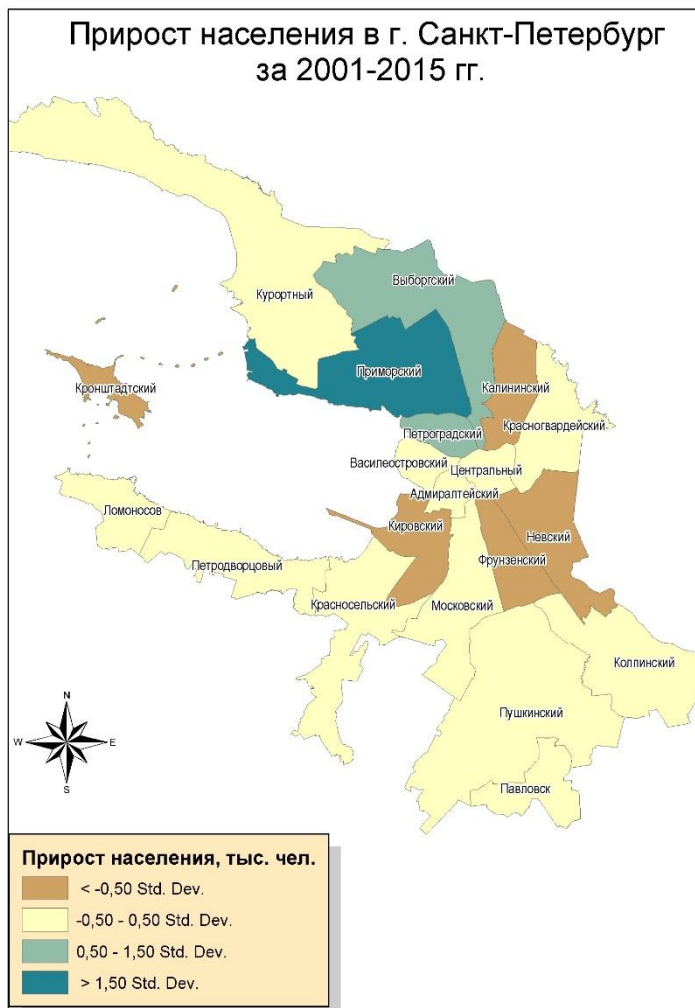 Прирост населения в г. Санкт-Петербург
за 2001-2015 гг.
Выборгский
Курортный
Приморский
Кронштадтский
Калининский
Красногвардейский
Петроградский
Василеостровский
Центральный
Адмиралтейский
Ломоносов
Кировский
Невский
Фрунзенский
Петродворцовый
Красносельский
Московский
Колпинский
Пушкинский
Павловск
N
W
E
S
Прирост населения, тыс. чел.
< -0,50 Std. Dev.
-0,50 - 0,50 Std. Dev.
0,50 - 1,50 Std. Dev.
> 1,50 Std. Dev.